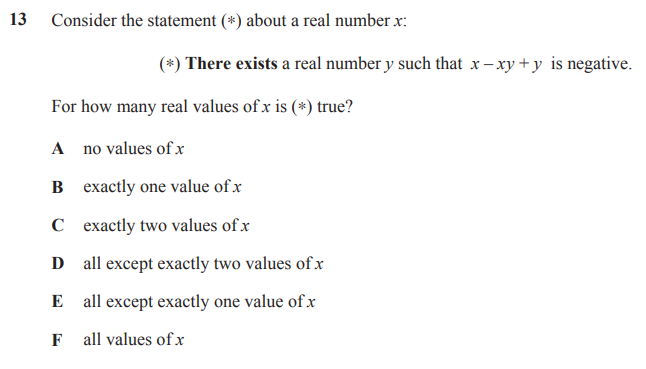 13 Consider the statement (*) about a real number x:
(*) There exists a real number y such that x – xy + y is negative.
For how many real values of x is (*) true?
A no values of x
B exactly one value of x
C exactly two values of x
D all except exactly two values of x
E all except exactly one value of x
F all values of x